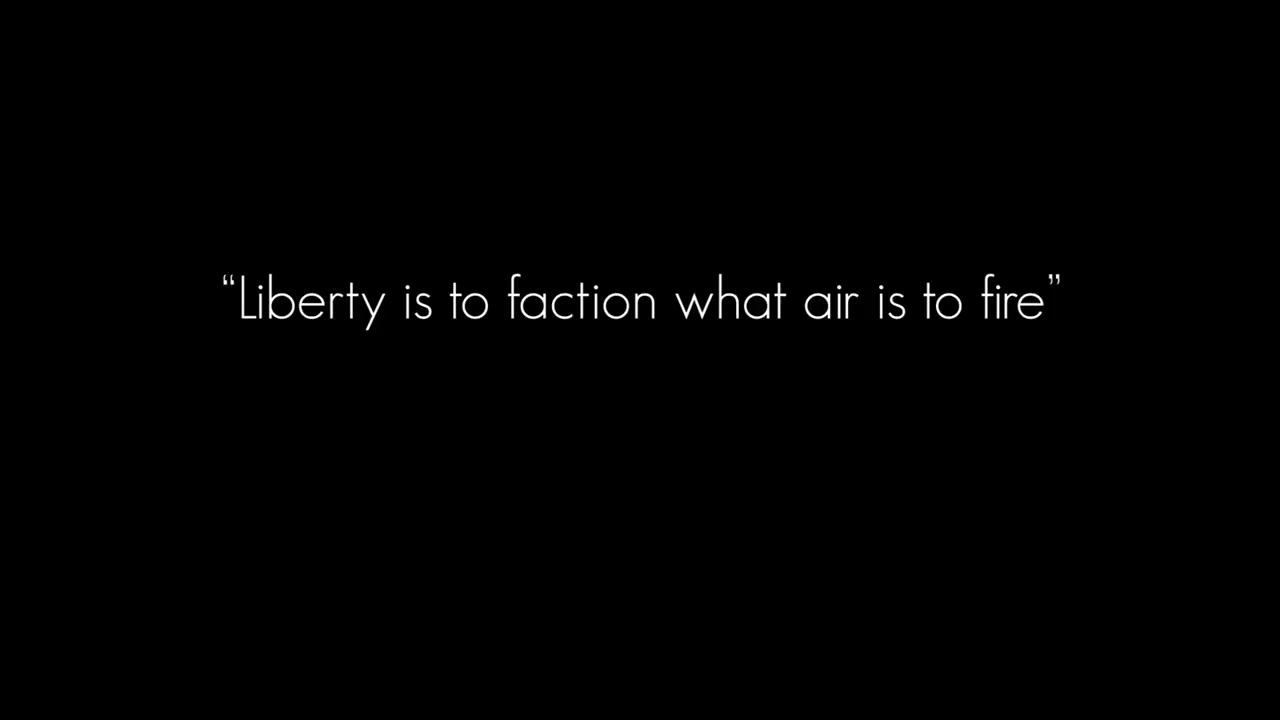 “Liberty is to faction what air is to fire”